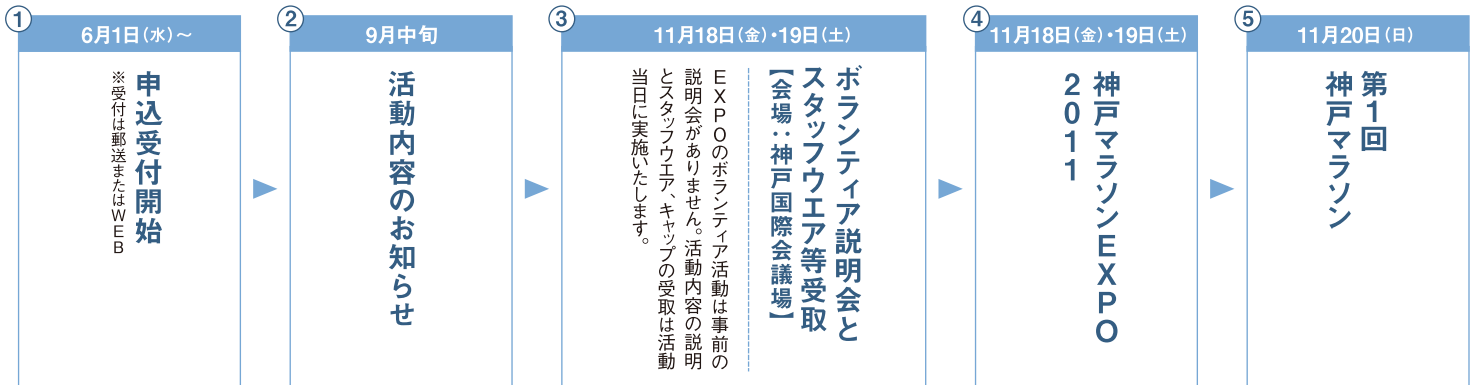 ①
6月1日（水）～
申込受付開始
※受付は郵送またはWEB
②
9月中旬
活動内容のお知らせ
③
11月18日（金）・19日（土）
ボランティア説明会と
スタッフウエア等受取
【会場：神戸国際会議場】
EXPOのボランティア活動は事前の
説明会がありません。活動内容の説明
とスタッフウエア、キャップの受取は活動
当日に実施いたします。
④
11月18日（金）・19日（土）
神戸マラソンEXPO
2011
⑤
11月20日（日）
第1回
神戸マラソン